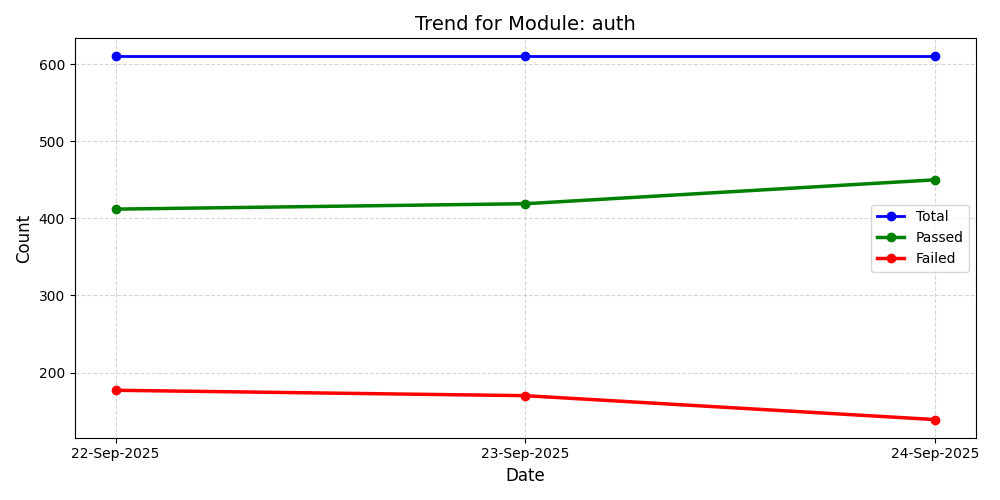 Trend for Module: auth
600
500
400
300
200
Count
Total
Passed
Failed
22-Sep-2025
23-Sep-2025
24-Sep-2025
Date